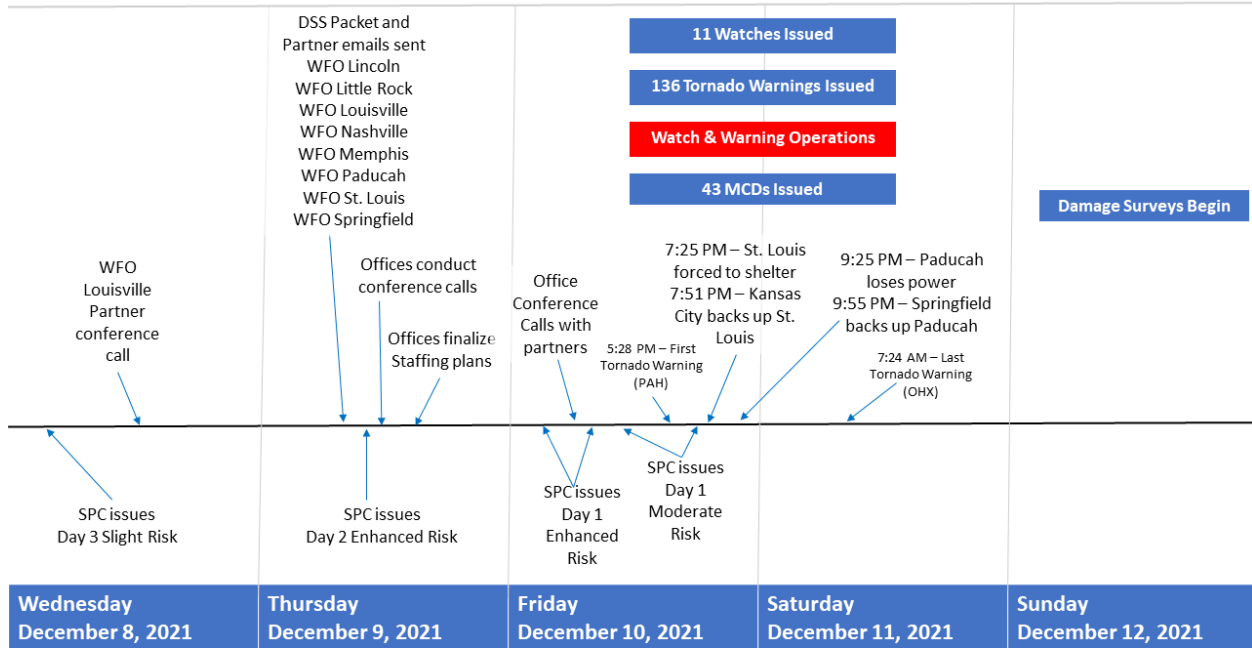 DSS Packet and
Partner emails sent
WFO Lincoln
WFO Little Rock
WFO Louisville
WFO Nashville
WFO Memphis
WFO Paducah
WFO St. Louis
WFO Springfield
11 Watches Issued
136 Tornado Warnings Issued
Watch & Warning Operations
43 MCDs Issued
Damage Surveys Begin
WFO
Louisville
Partner
conference
call
Offices conduct
conference calls
Offices finalize
Staffing plans
Office
Conference
Calls with
partners
5:28 PM – First
Tornado Warning
(PAH)
7:25 PM – St. Louis
forced to shelter
7:51 PM – Kansas
City backs up St.
Louis
9:25 PM – Paducah
loses power
9:55 PM – Springfield
backs up Paducah
7:24 AM – Last
Tornado Warning
(OHX)
SPC issues
Day 3 Slight Risk
SPC issues
Day 2 Enhanced Risk
SPC issues
Day 1
Enhanced
Risk
SPC issues
Day 1
Moderate
Risk
Wednesday
December 8, 2021
Thursday
December 9, 2021
Friday
December 10, 2021
Saturday
December 11, 2021
Sunday
December 12, 2021